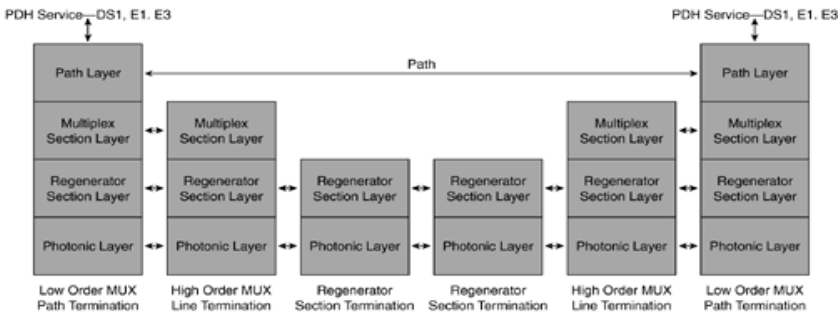 PDH Service—DS1, E1. E3
PDH Service—DS1, E1. E3
Path Layer
Path
Path Layer
Multiplex
Section Layer
Multiplex
Section Layer
Multiplex
Section Layer
Multiplex
Section Layer
Regenerator
Section Layer
Regenerator
Section Layer
Regenerator
Section Layer
Regenerator
Section Layer
Regenerator
Section Layer
Regenerator
Section Layer
Photonic Layer
Photonic Layer
Photonic Layer
Photonic Layer
Photonic Layer
Photonic Layer
Low Order MUX
Path Termination
High Order MUX
Line Termination
Regenerator
Section Termination
Regenerator
Section Termination
High Order MUX
Line Termination
Low Order MUX
Path Termination